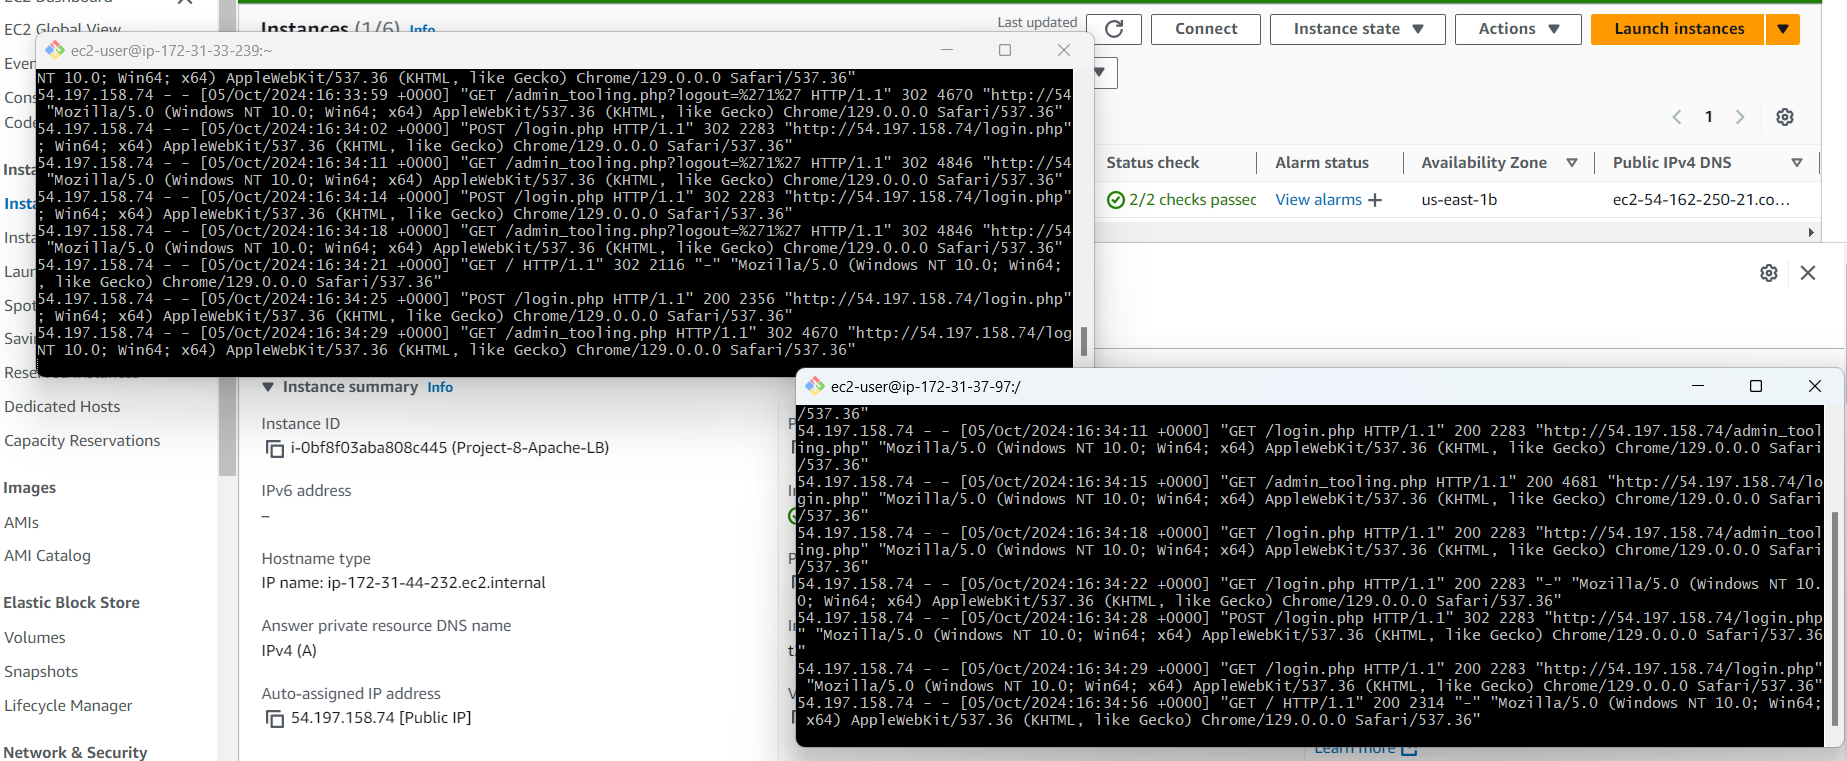 EC2 Dashboard
EC2 Global View
Instances (1/6) Info
Last updated
Connect
Instance state
Actions
Launch instances
1
Status check
Alarm status
Availability Zone
Public IPv4 DNS
2/2 checks passec
View alarms +
us-east-1b
ec2-54-162-250-21.co...
ec2-user@ip-172-31-33-239:~
NT 10.0; Win64; x64) AppleWebKit/537.36 (KHTML, like Gecko) Chrome/129.0.0.0 Safari/537.36"
54.197.158.74 - - [05/Oct/2024:16:33:59 +0000] "GET /admin_tooling.php?logout=%271%27 HTTP/1.1" 302 4670 "http://54
"Mozilla/5.0 (Windows NT 10.0; Win64; x64) AppleWebKit/537.36 (KHTML, like Gecko) Chrome/129.0.0.0 Safari/537.36"
54.197.158.74 - - [05/Oct/2024:16:34:02 +0000] "POST /login.php HTTP/1.1" 302 2283 "http://54.197.158.74/login.php"
; Win64; x64) AppleWebKit/537.36 (KHTML, like Gecko) Chrome/129.0.0.0 Safari/537.36"
54.197.158.74 - - [05/Oct/2024:16:34:11 +0000] "GET /admin_tooling.php?logout=%271%27 HTTP/1.1" 302 4846 "http://54
"Mozilla/5.0 (Windows NT 10.0; Win64; x64) AppleWebKit/537.36 (KHTML, like Gecko) Chrome/129.0.0.0 Safari/537.36"
54.197.158.74 - - [05/Oct/2024:16:34:14 +0000] "POST /login.php HTTP/1.1" 302 2283 "http://54.197.158.74/login.php"
; Win64; x64) AppleWebKit/537.36 (KHTML, like Gecko) Chrome/129.0.0.0 Safari/537.36"
54.197.158.74 - - [05/Oct/2024:16:34:18 +0000] "GET /admin_tooling.php?logout=%271%27 HTTP/1.1" 302 4846 "http://54
"Mozilla/5.0 (Windows NT 10.0; Win64; x64) AppleWebKit/537.36 (KHTML, like Gecko) Chrome/129.0.0.0 Safari/537.36"
54.197.158.74 - - [05/Oct/2024:16:34:21 +0000] "GET / HTTP/1.1" 302 2116 "-" "Mozilla/5.0 (Windows NT 10.0; Win64;
, like Gecko) Chrome/129.0.0.0 Safari/537.36"
54.197.158.74 - - [05/Oct/2024:16:34:25 +0000] "POST /login.php HTTP/1.1" 200 2356 "http://54.197.158.74/login.php"
; Win64; x64) AppleWebKit/537.36 (KHTML, like Gecko) Chrome/129.0.0.0 Safari/537.36"
54.197.158.74 - - [05/Oct/2024:16:34:29 +0000] "GET /admin_tooling.php HTTP/1.1" 302 4670 "http://54.197.158.74/log
NT 10.0; Win64; x64) AppleWebKit/537.36 (KHTML, like Gecko) Chrome/129.0.0.0 Safari/537.36"
Dedicated Hosts
Capacity Reservations
Images
AMIs
AMI Catalog
Elastic Block Store
Volumes
Snapshots
Lifecycle Manager
Network & Security
Instance summary Info
Instance ID
i-0bf8f03aba808c445 (Project-8-Apache-LB)
IPv6 address
–
Hostname type
IP name: ip-172-31-44-232.ec2.internal
Answer private resource DNS name
IPv4 (A)
Auto-assigned IP address
54.197.158.74 [Public IP]
ec2-user@ip-172-31-37-97:/
/537.36"
54.197.158.74 - - [05/Oct/2024:16:34:11 +0000] "GET /login.php HTTP/1.1" 200 2283 "http://54.197.158.74/admin_tool
ing.php" "Mozilla/5.0 (Windows NT 10.0; Win64; x64) AppleWebKit/537.36 (KHTML, like Gecko) Chrome/129.0.0.0 Safari
/537.36"
54.197.158.74 - - [05/Oct/2024:16:34:15 +0000] "GET /admin_tooling.php HTTP/1.1" 200 4681 "http://54.197.158.74/lo
gin.php" "Mozilla/5.0 (Windows NT 10.0; Win64; x64) AppleWebKit/537.36 (KHTML, like Gecko) Chrome/129.0.0.0 Safari
/537.36"
54.197.158.74 - - [05/Oct/2024:16:34:18 +0000] "GET /login.php HTTP/1.1" 200 2283 "http://54.197.158.74/admin_tool
ing.php" "Mozilla/5.0 (Windows NT 10.0; Win64; x64) AppleWebKit/537.36 (KHTML, like Gecko) Chrome/129.0.0.0 Safari
/537.36"
54.197.158.74 - - [05/Oct/2024:16:34:22 +0000] "GET /login.php HTTP/1.1" 200 2283 "-" "Mozilla/5.0 (Windows NT 10.
0; Win64; x64) AppleWebKit/537.36 (KHTML, like Gecko) Chrome/129.0.0.0 Safari/537.36"
54.197.158.74 - - [05/Oct/2024:16:34:28 +0000] "POST /login.php HTTP/1.1" 302 2283 "http://54.197.158.74/login.php
" "Mozilla/5.0 (Windows NT 10.0; Win64; x64) AppleWebKit/537.36 (KHTML, like Gecko) Chrome/129.0.0.0 Safari/537.36
"
54.197.158.74 - - [05/Oct/2024:16:34:29 +0000] "GET /login.php HTTP/1.1" 200 2283 "http://54.197.158.74/login.php"
"Mozilla/5.0 (Windows NT 10.0; Win64; x64) AppleWebKit/537.36 (KHTML, like Gecko) Chrome/129.0.0.0 Safari/537.36"
54.197.158.74 - - [05/Oct/2024:16:34:56 +0000] "GET / HTTP/1.1" 200 2314 "-" "Mozilla/5.0 (Windows NT 10.0; Win64;
x64) AppleWebKit/537.36 (KHTML, like Gecko) Chrome/129.0.0.0 Safari/537.36"
Learn more